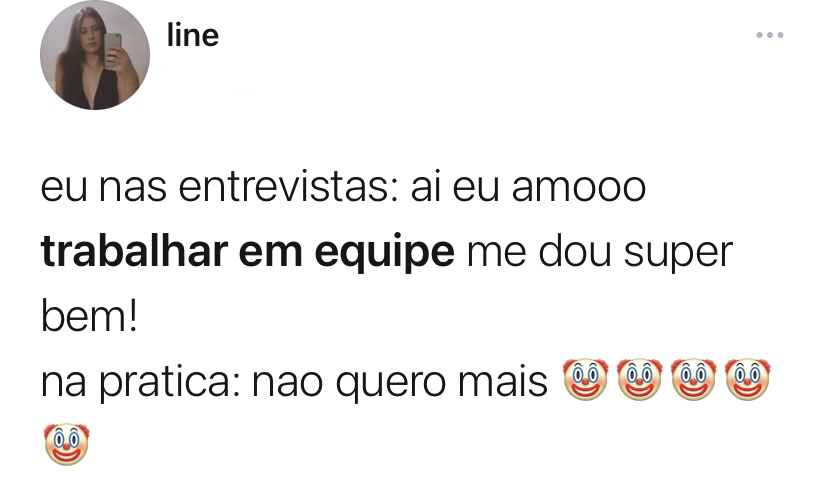 line
eu nas entrevistas: ai eu amooo
trabalhar em equipe me dou super
bem!
na pratica: nao quero mais 🤡🤡🤡🤡
🤡